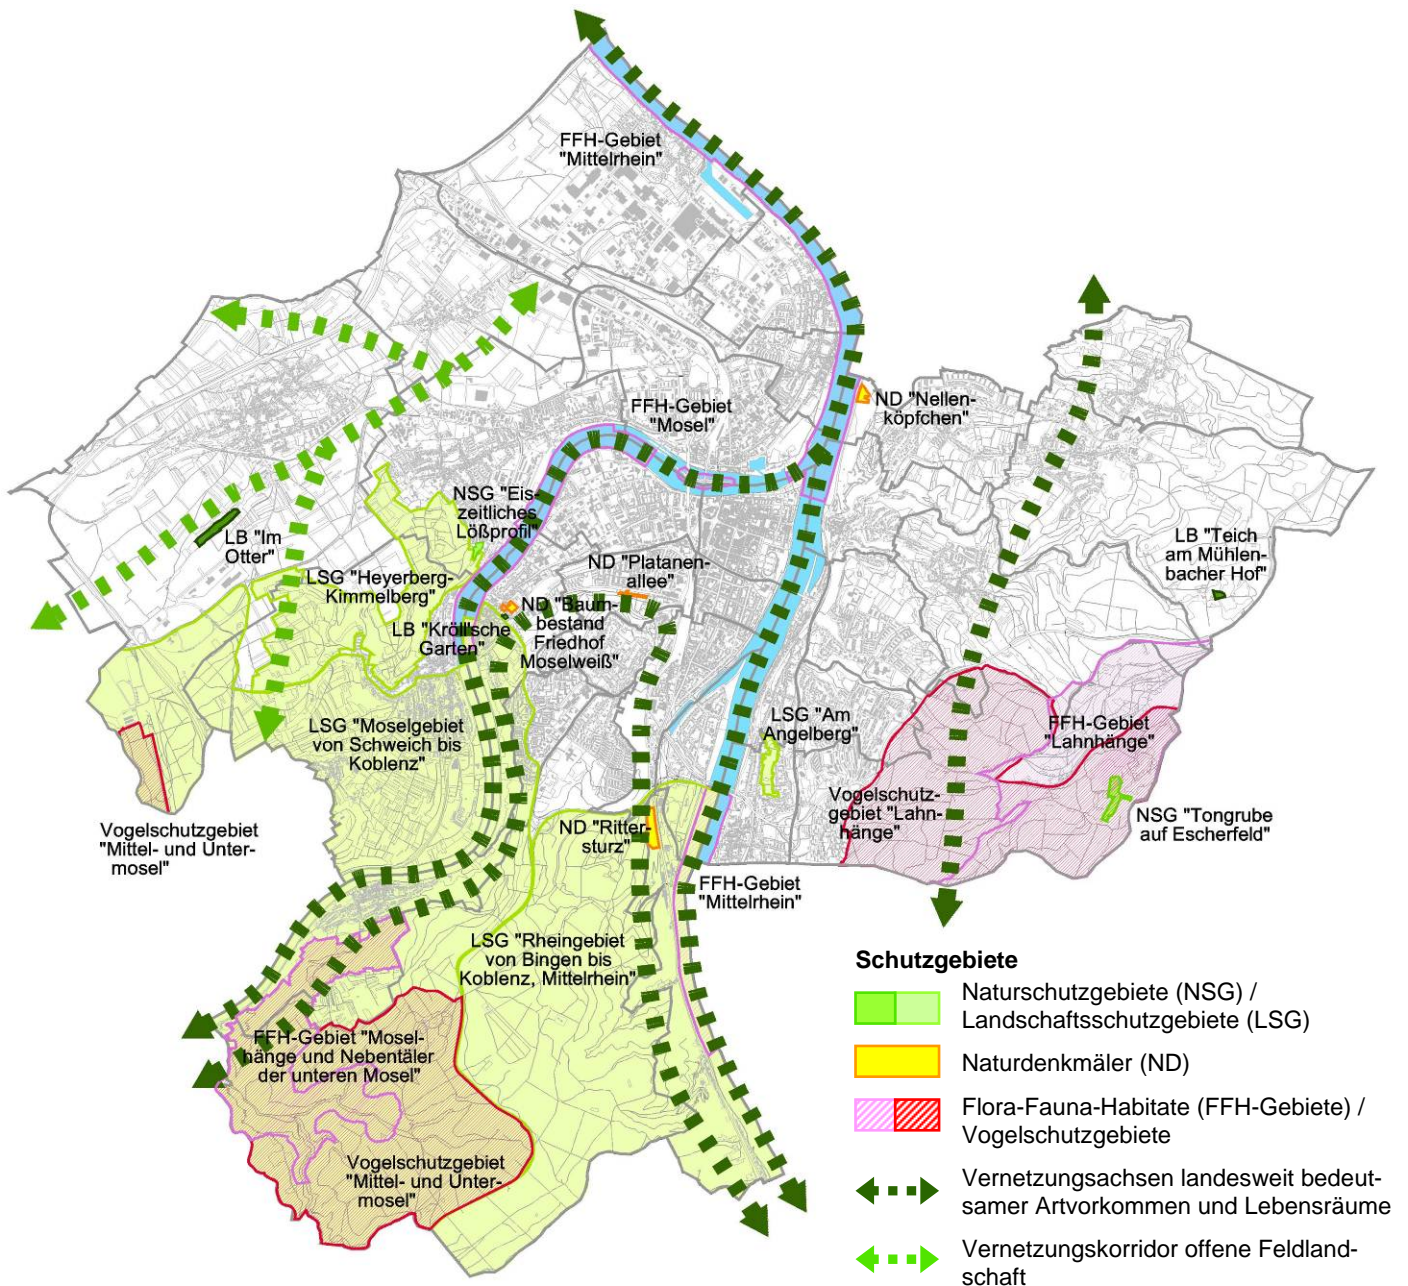 FFH-Gebiet
"Mittelrhein"
FFH-Gebiet
"Mosel"
ND "Nellen-
köpfchen"
NSG "Eis-
zeitliches
Lößprofil"
LB "Im
Otter"
LB "Teich
am Mühlen-
bacher Hof"
ND "Platanen-
allee"
LSG "Heyerberg-
Kimmelberg"
ND "Baum-
bestand
Friedhof
Moselweiß"
LB "Kröll'sche
Garten"
LSG "Moselgebiet
von Schweich bis
Koblenz"
LSG "Am
Angelberg"
FFH-Gebiet
"Lahnhänge"
Vogelschutz-
gebiet "Lahn-
hänge"
NSG "Tongrube
auf Escherfeld"
Vogelschutzgebiet
"Mittel- und Unter-
mosel"
ND "Ritter-
sturz"
FFH-Gebiet
"Mittelrhein"
LSG "Rheingebiet
von Bingen bis
Koblenz, Mittelrhein"
FFH-Gebiet "Mosel-
hänge und Nebentäler
der unteren Mosel"
Vogelschutzgebiet
"Mittel- und Unter-
mosel"
Schutzgebiete
Naturschutzgebiete (NSG) /
Landschaftsschutzgebiete (LSG)
Naturdenkmäler (ND)
Flora-Fauna-Habitate (FFH-Gebiete) /
Vogelschutzgebiete
Vernetzungsachsen landesweit bedeut-
samer Artvorkommen und Lebensräume
Vernetzungskorridor offene Feldland-
schaft